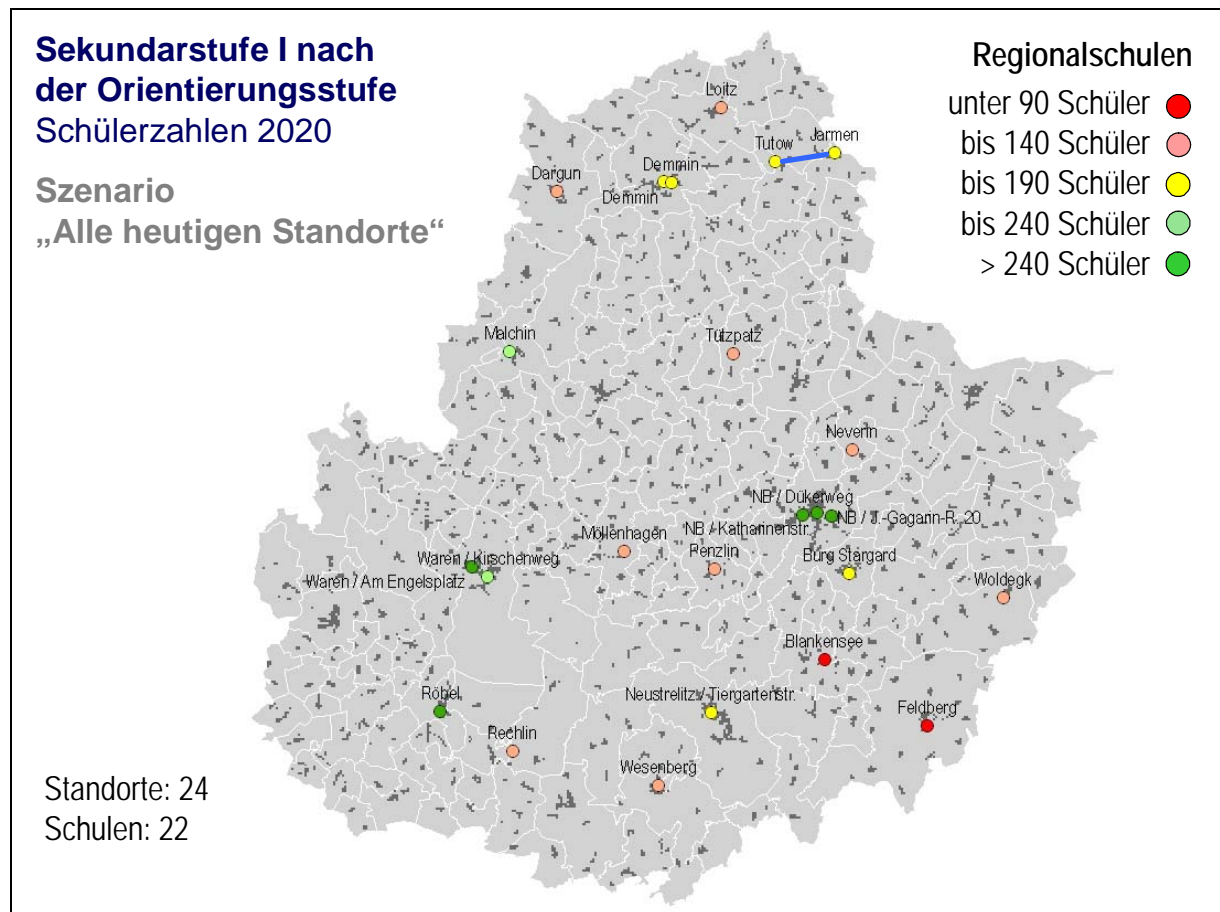 Sekundarstufe I nach
der Orientierungsstufe
Schülerzahlen 2020
Szenario
„Alle heutigen Standorte“
Regionalschulen
unter 90 Schüler
bis 140 Schüler
bis 190 Schüler
bis 240 Schüler
> 240 Schüler
Loitz
Jarmen
Tutow
Demmin
Dargun
Demmin
Malchin
Tützpatz
Neverin
NB / Dükerweg
NB / J.-Gagarin-R. 20
NB / Katharinenstr.
Möllenhagen
Penzlin
Burg Stargard
Waren / Kirschenweg
Waren / Am Engelsplatz
Woldegk
Blankensee
Röbel
Neustrelitz / Tiergartenstr.
Feldberg
Rechlin
Wesenberg
Standorte: 24
Schulen: 22